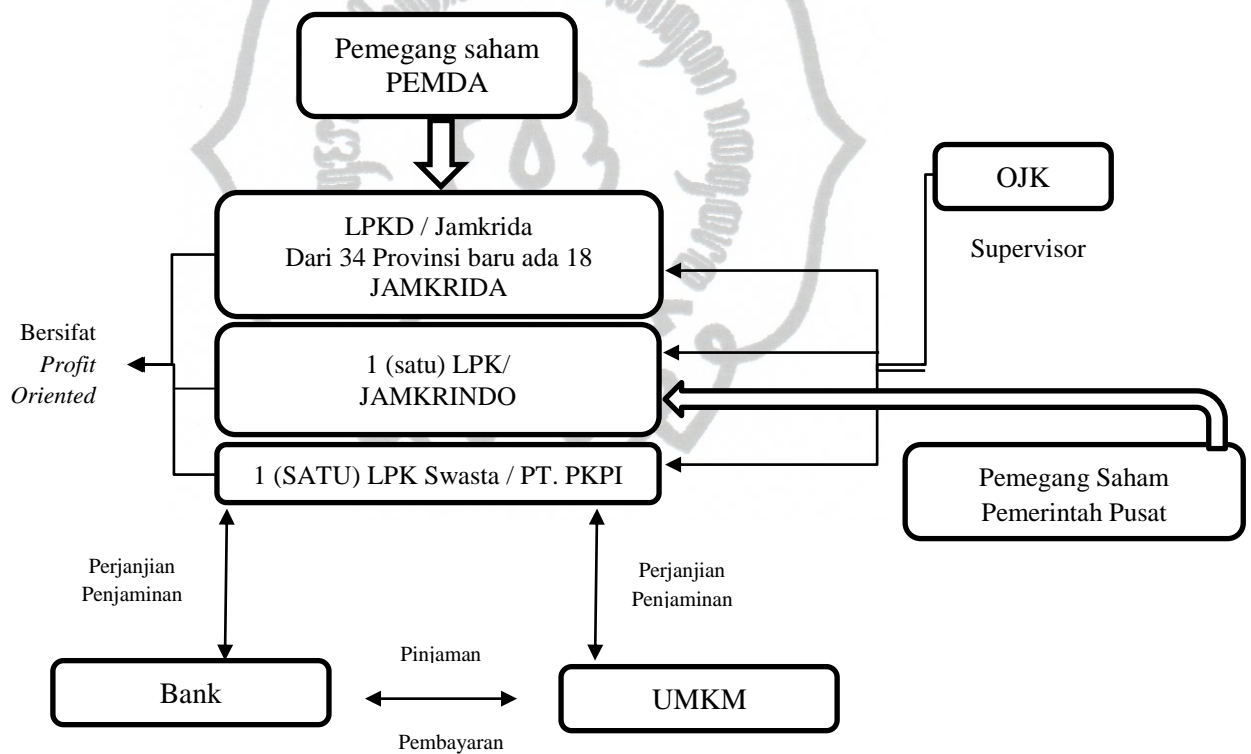 Pemegang saham
PEMDA
OJK
Supervisor
LPKD / Jamkrida
Dari 34 Provinsi baru ada 18
JAMKRIDA
Bersifat
Profit
Oriented
1 (satu) LPK/
JAMKRINDO
1 (SATU) LPK Swasta / PT. PKPI
Pemegang Saham
Pemerintah Pusat
Perjanjian
Penjaminan
Perjanjian
Penjaminan
Pinjaman
Bank
UMKM
Pembayaran